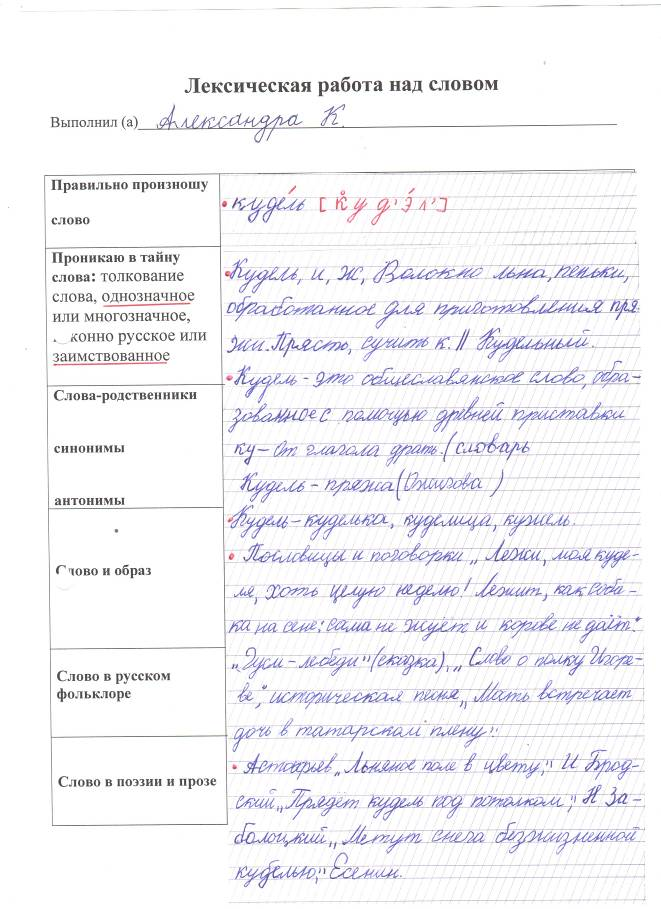 Лексическая работа над словом
Выполнил (а) Александра К.
Правильно произношу
слово
• кудéль [к у д' э́ л' ]
Проникаю в тайну
слова: толкование
слова, однозначное
или многозначное,
конно русское или
заимствованное
• Кудель, и, ж, Волокно льна, пеньки,
обработанное для приготовления пря-
жи. Прясть, сучить к. || Кудельный.
• Кудель - это общеславянское слово, обра-
зованное с помощью древней приставки
ку- от глагола драть. (словарь
Кудель - пряжа (Ожигова )
Слова-родственники
синонимы
антонимы
• Кудель - куделька, куделица, кужель.
Слово и образ
• Пословицы и поговорки „Лежи, моя куде-
ля, хоть целую неделю! Лежит, как соба-
ка на сене: сама не жует и корове не даёт."
Слово в русском
фольклоре
„Гуси - лебеди" (сказка), „Слово о полку Игоре-
ве", историческая песня „Мать встречает
дочь в татарском плену"
Слово в поэзии и прозе
• Астафьев „Льняное поле в цвету", И Брод-
ский „Прядёт кудель под потолком", Н За-
болоцкий „Метут снега безжизненной
куделью", Есенин.